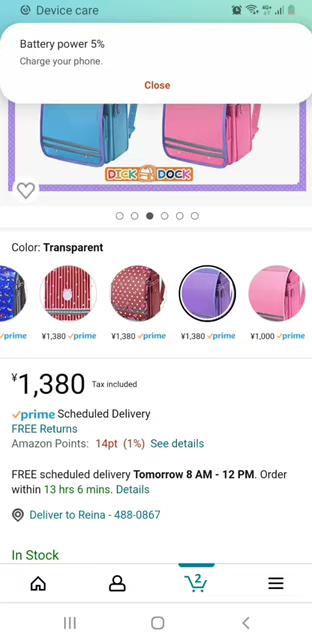 Device care
Battery power 5%
Charge your phone.
Close
DICK DOCK
Color: Transparent
prime
¥1,380 prime
¥1,380 prime
¥1,380 prime
¥1,000 prime
¥1,380 Tax included
prime Scheduled Delivery
FREE Returns
Amazon Points: 14pt (1%) See details
FREE scheduled delivery Tomorrow 8 AM - 12 PM. Order
within 13 hrs 6 mins. Details
Deliver to Reina - 488-0867
In Stock
2